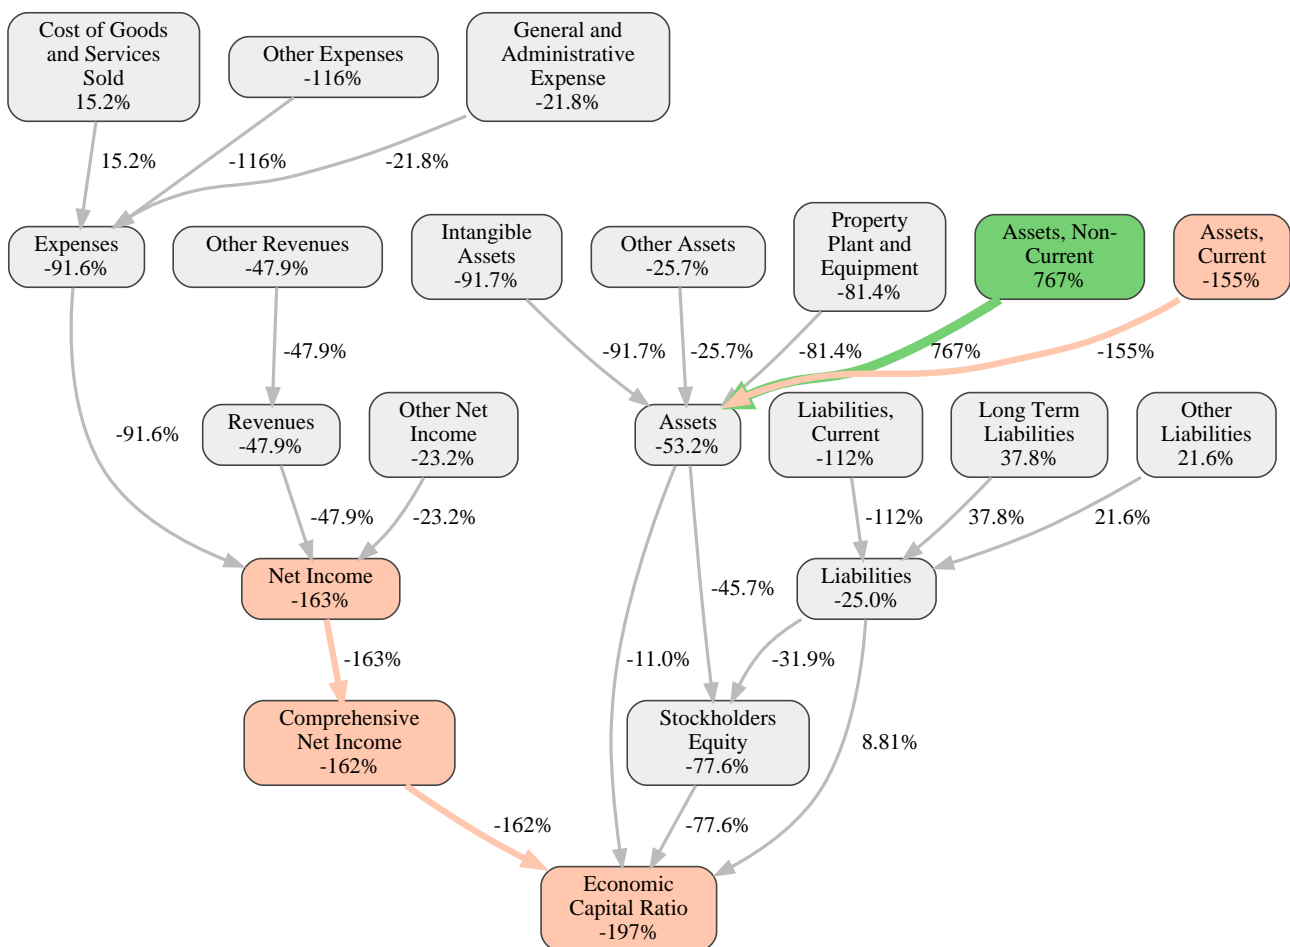 Cost of Goods
and Services
Sold
15.2%
Other Expenses
-116%
General and
Administrative
Expense
-21.8%
15.2%
-116%
-21.8%
Expenses
-91.6%
Other Revenues
-47.9%
Intangible
Assets
-91.7%
Other Assets
-25.7%
Property
Plant and
Equipment
-81.4%
Assets, Non-
Current
767%
Assets,
Current
-155%
-47.9%
-91.7%
-25.7%
-81.4%
767%
-155%
-91.6%
Revenues
-47.9%
Other Net
Income
-23.2%
Assets
-53.2%
Liabilities,
Current
-112%
Long Term
Liabilities
37.8%
Other
Liabilities
21.6%
-47.9%
-23.2%
-112%
37.8%
21.6%
Net Income
-163%
-45.7%
Liabilities
-25.0%
-163%
-11.0%
-31.9%
Comprehensive
Net Income
-162%
Stockholders
Equity
-77.6%
8.81%
-162%
-77.6%
Economic
Capital Ratio
-197%